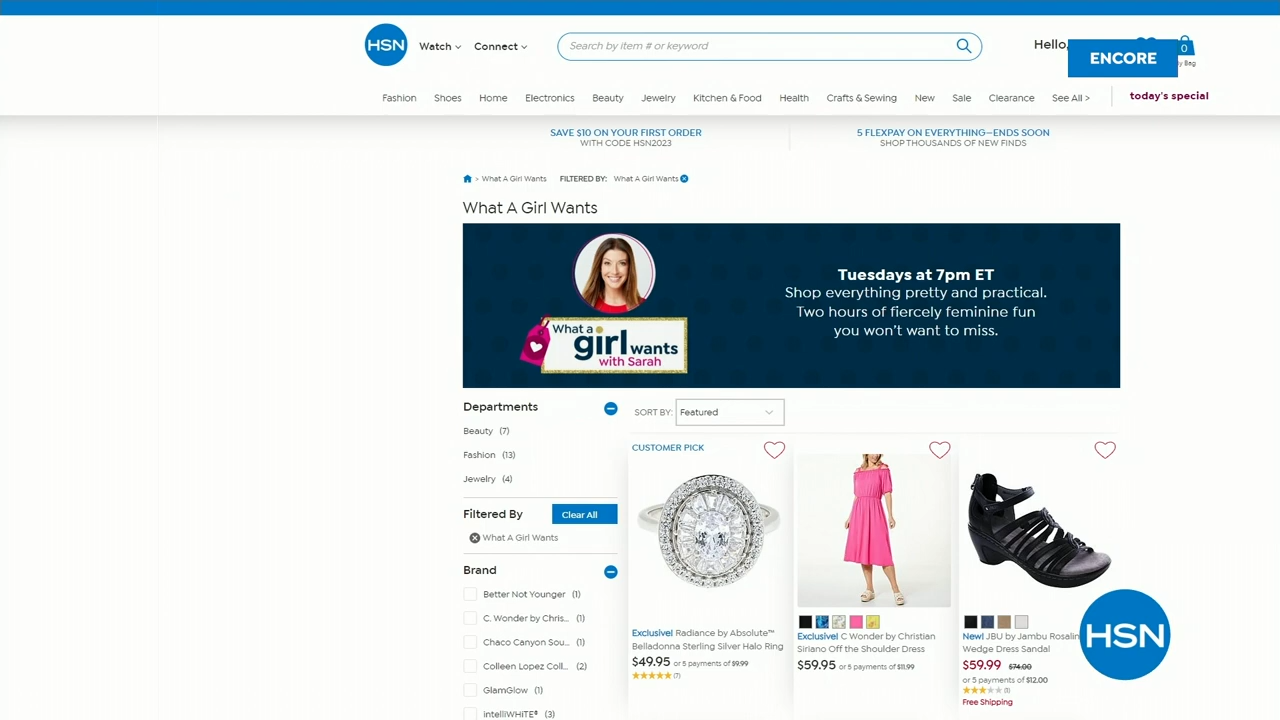 HSN
Watch
Connect
Search by item # or keyword
Hello,
0
ENCORE
Bag
Fashion
Shoes
Home
Electronics
Beauty
Jewelry
Kitchen & Food
Health
Crafts & Sewing
New
Sale
Clearance
See All >
today's special
SAVE $10 ON YOUR FIRST ORDER
WITH CODE HSN2023
5 FLEXPAY ON EVERYTHING—ENDS SOON
SHOP THOUSANDS OF NEW FINDS
> What A Girl Wants FILTERED BY: What A Girl Wants
What A Girl Wants
What a
girl wants
with Sarah
Tuesdays at 7pm ET
Shop everything pretty and practical.
Two hours of fiercely feminine fun
you won't want to miss.
Departments
Beauty (7)
Fashion (13)
Jewelry (4)
Filtered By
Clear All
What A Girl Wants
Brand
Better Not Younger (1)
C. Wonder by Chris... (1)
Chaco Canyon Sou... (1)
Colleen Lopez Coll... (2)
GlamGlow (1)
intelliWHiTE® (3)
SORT BY: Featured
CUSTOMER PICK
Exclusive! Radiance by Absolute™
Belladonna Sterling Silver Halo Ring
$49.95 or 5 payments of $9.99
(7)
Exclusive! C Wonder by Christian
Siriano Off the Shoulder Dress
$59.95 or 5 payments of $11.99
New! JBU by Jambu Rosalin
Wedge Dress Sandal
$59.99 $74.00
or 5 payments of $12.00
Free Shipping
HSN